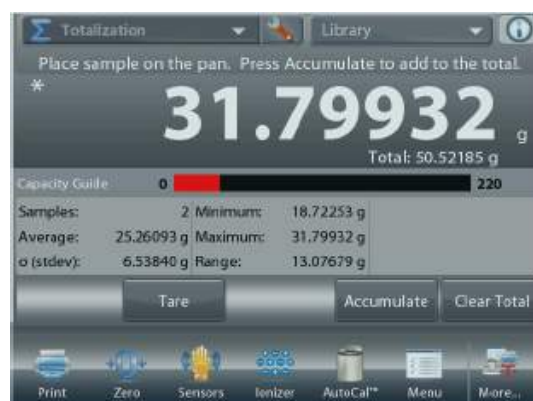 Totalization Library
Place sample on the pan. Press Accumulate to add to the total.
* 31.79932 g
Total: 50.52185 g
Capacity Guide 0 220
Samples: 2 Minimum: 18.72253 g
Average: 25.26093 g Maximum: 31.79932 g
σ (stdev): 6.53840 g Range: 13.07679 g
Tare Accumulate Clear Total
Print Zero Sensors Ionizer AutoCal™ Menu More...